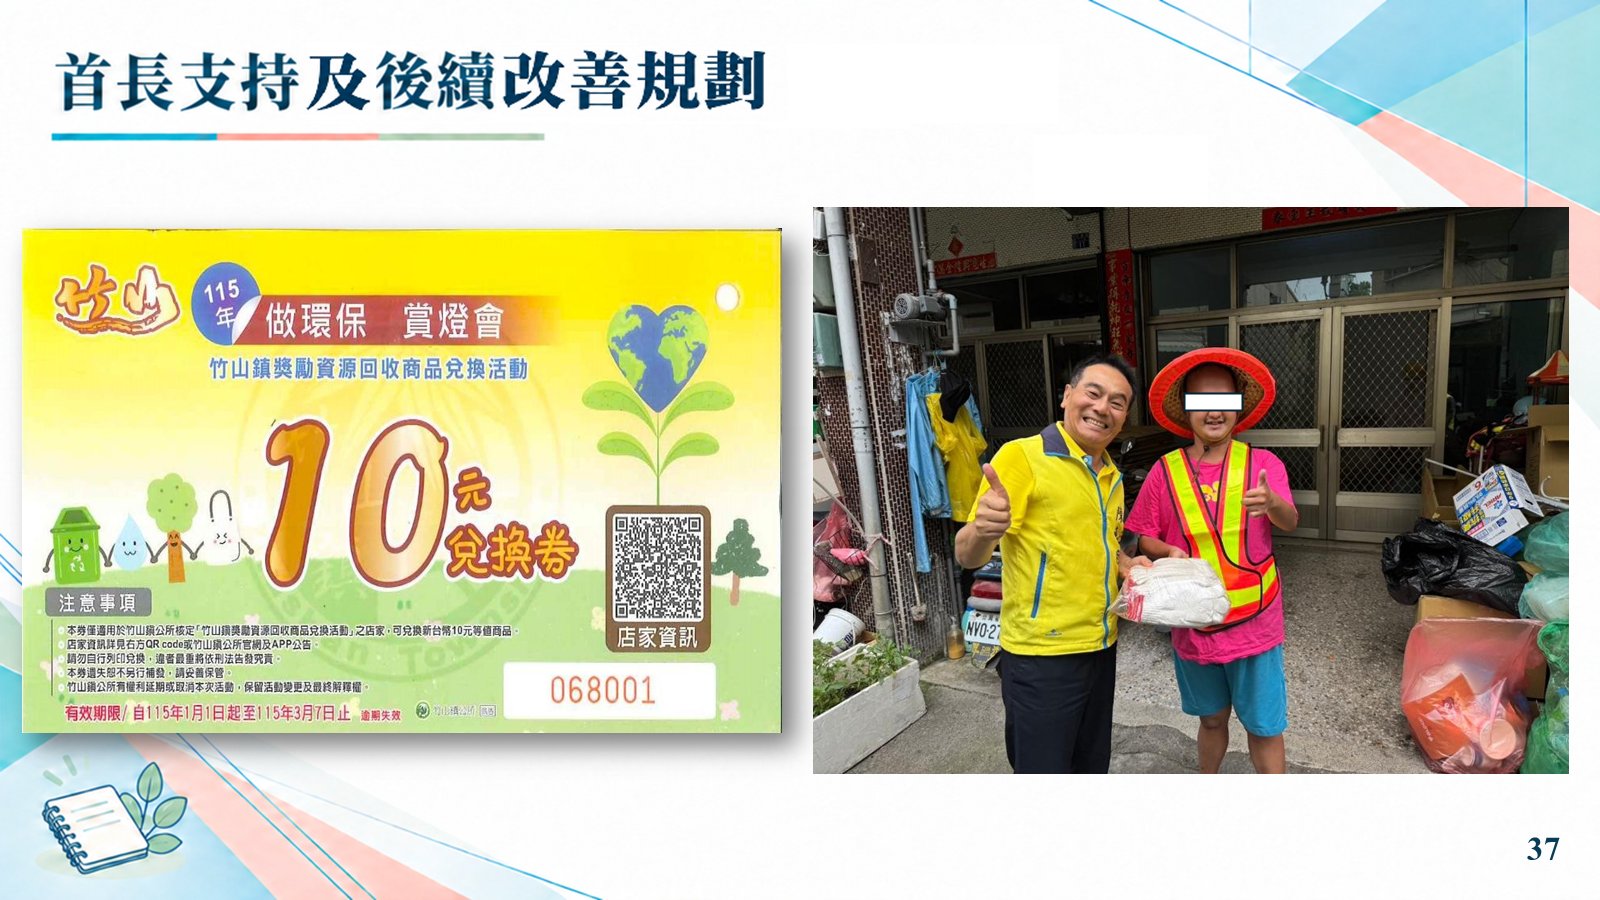 首長支持及後續改善規劃
竹山
115年
做環保 賞燈會
竹山鎮獎勵資源回收商品兌換活動
10元兌換券
注意事項
本券僅適用於竹山鎮公所核定「竹山鎮獎勵資源回收商品兌換活動」之店家，可兌換新台幣10元等值商品。
店家資訊詳見右方QR code或竹山鎮公所官網及APP公告。
請勿自行列印兌換，違者最重將依刑法告發究責。
本券遺失恕不另行補發，請妥善保管。
竹山鎮公所有權利延期或取消本次活動，保留活動變更及最終解釋權。
有效期限/ 自115年1月1日起至115年3月7日止 逾期失效
竹山鎮公所
店家資訊
068001
NVO-27
37